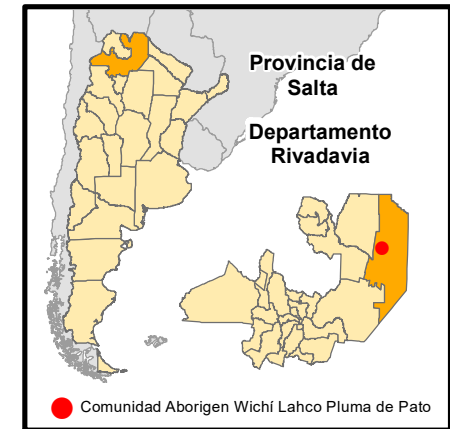 Provincia de
Salta
Departamento
Rivadavia
Comunidad Aborigen Wichí Lahco Pluma de Pato